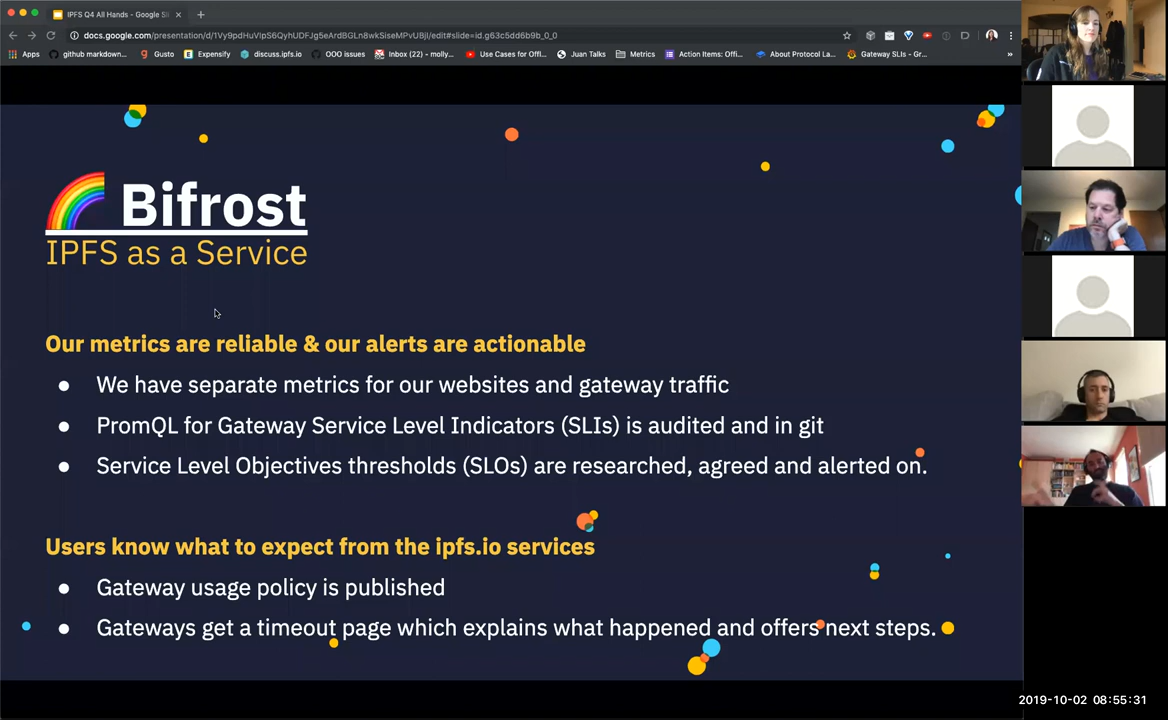 IPFS Q4 All Hands - Google Sli
docs.google.com/presentation/d/1Vy9pdHuVlpS6QyhUDFJg5eArdBGLn8wkSiseMPvUBjI/edit#slide=id.g63c5dd6b9b_0_0
Apps github markdown... Gusto Expensify discuss.ipfs.io OOO issues Inbox (22) - molly... Use Cases for Offl... Juan Talks Metrics Action Items: Offi... About Protocol La... Gateway SLIs - Gr... »
Bifrost
IPFS as a Service
Our metrics are reliable & our alerts are actionable
● We have separate metrics for our websites and gateway traffic
● PromQL for Gateway Service Level Indicators (SLIs) is audited and in git
● Service Level Objectives thresholds (SLOs) are researched, agreed and alerted on.
Users know what to expect from the ipfs.io services
● Gateway usage policy is published
● Gateways get a timeout page which explains what happened and offers next steps.
2019-10-02 08:55:31